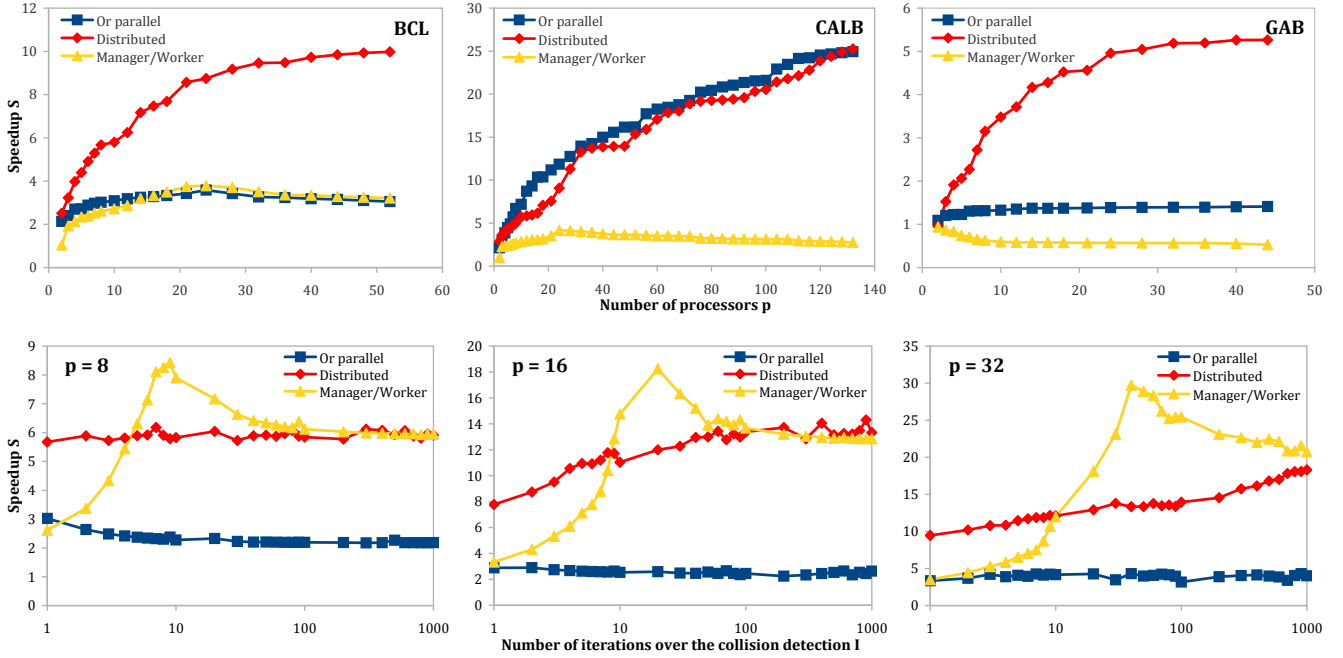 BCL
Or parallel
Distributed
Manager/Worker
Speedup S
12
10
8
6
4
2
0
0 10 20 30 40 50 60
CALB
Or parallel
Distributed
Manager/Worker
30
25
20
15
10
5
0
0 20 40 60 80 100 120 140
Number of processors p
GAB
Or parallel
Distributed
Manager/Worker
6
5
4
3
2
1
0
0 10 20 30 40 50
p = 8
Or parallel
Distributed
Manager/Worker
Speedup S
9
8
7
6
5
4
3
2
1
0
1 10 100 1000
p = 16
Or parallel
Distributed
Manager/Worker
20
18
16
14
12
10
8
6
4
2
0
1 10 100 1000
Number of iterations over the collision detection I
p = 32
Or parallel
Distributed
Manager/Worker
35
30
25
20
15
10
5
0
1 10 100 1000